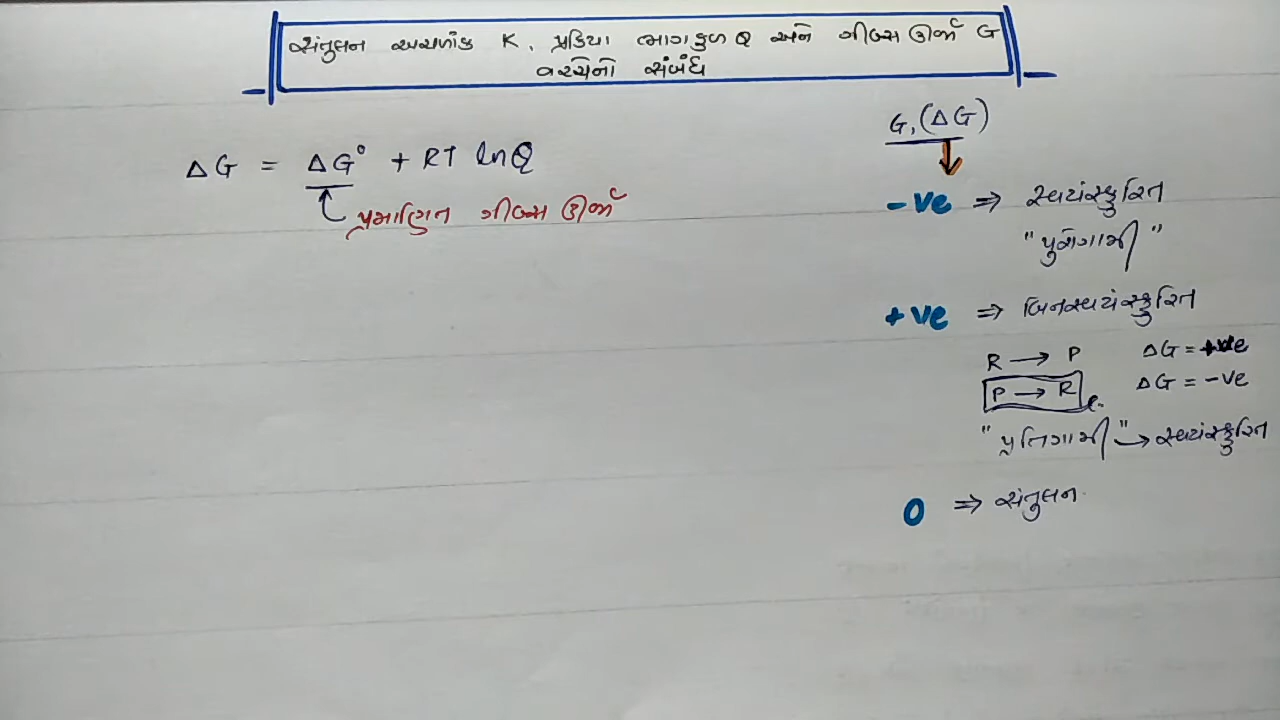 સંતુલન અચળાંક K, પ્રક્રિયા ભાગફળ Q અને ગીબ્સ ઊર્જા G
વચ્ચેનો સંબંધ
ΔG = ΔG° + RT lnQ
પ્રમાણિત ગીબ્સ ઊર્જા
G, (ΔG)
-ve ⇒ સ્વયંસ્ફુરિત
"પુરોગામી"
+ve ⇒ બિનસ્વયંસ્ફુરિત
R → P ΔG = +ve
P → R ΔG = -ve
"પ્રતિગામી" → સ્વયંસ્ફુરિત
0 ⇒ સંતુલન.